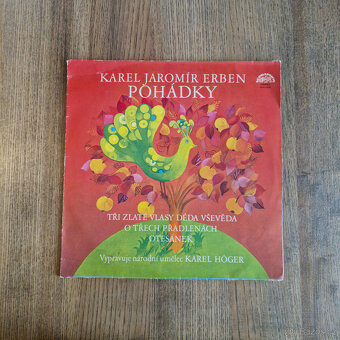 KAREL JAROMÍR ERBEN
POHÁDKY
TŘI ZLATÉ VLASY DĚDA VŠEVĚDA
O TŘECH PŘADLENÁCH
OTESÁNEK
Vypravuje národní umělec KAREL HÖGER